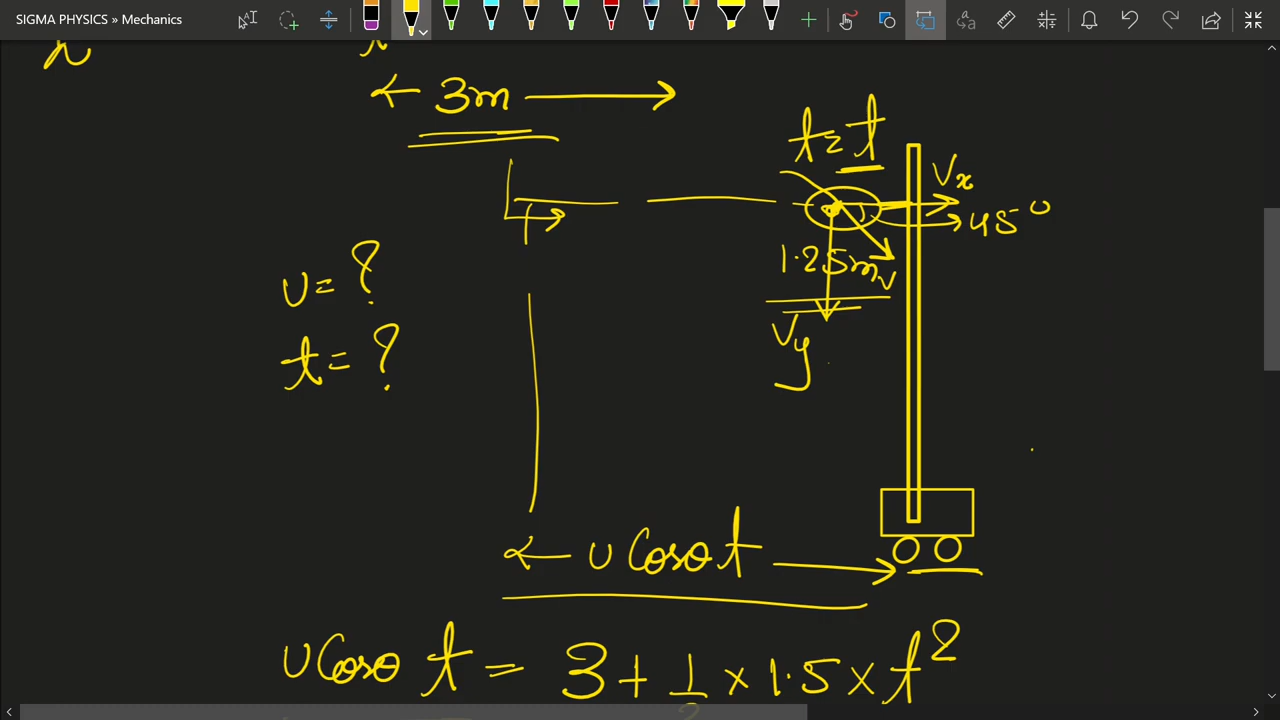 SIGMA PHYSICS » Mechanics
3m
t = t
Vx
45°
1.25m
V
Vy
u = ?
t = ?
u Cosθ t
u Cosθ t = 3 + 1/2 × 1.5 × t²